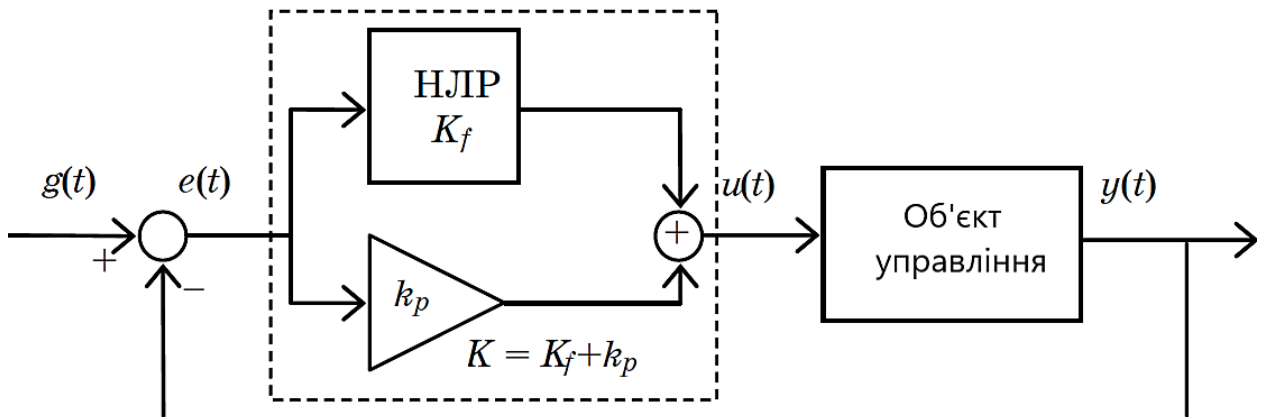 НЛР
K_f
g(t)
e(t)
u(t)
y(t)
+
−
+
Об'єкт
управління
k_p
K = K_f+k_p